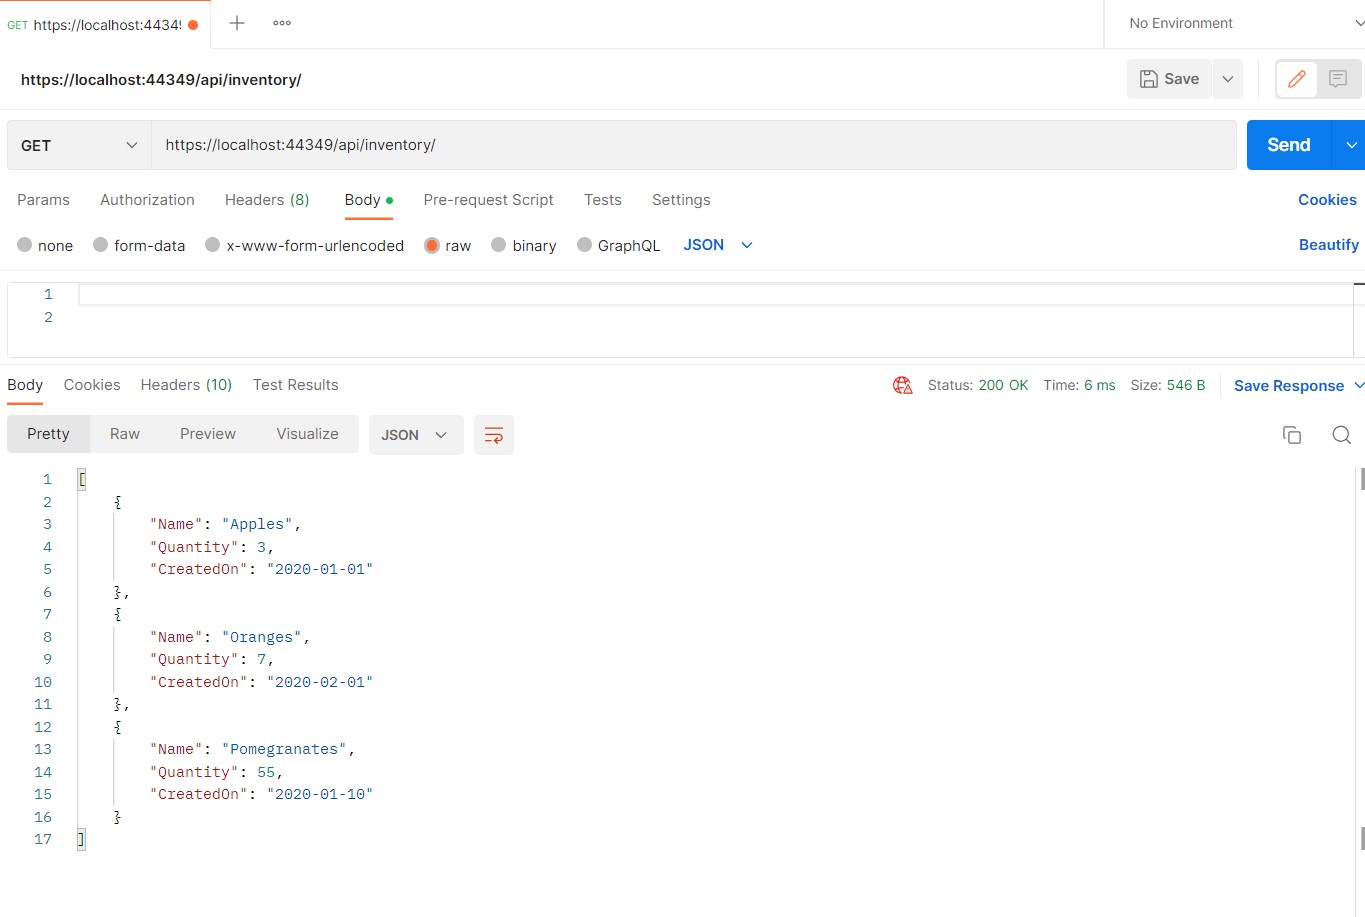 GET https://localhost:4434! No Environment
https://localhost:44349/api/inventory/ Save
GET https://localhost:44349/api/inventory/ Send
Params Authorization Headers (8) Body Pre-request Script Tests Settings Cookies
none form-data x-www-form-urlencoded raw binary GraphQL JSON Beautify
1
2
Body Cookies Headers (10) Test Results Status: 200 OK Time: 6 ms Size: 546 B Save Response
Pretty Raw Preview Visualize JSON
1 [
2 {
3 "Name": "Apples",
4 "Quantity": 3,
5 "CreatedOn": "2020-01-01"
6 },
7 {
8 "Name": "Oranges",
9 "Quantity": 7,
10 "CreatedOn": "2020-02-01"
11 },
12 {
13 "Name": "Pomegranates",
14 "Quantity": 55,
15 "CreatedOn": "2020-01-10"
16 }
17 ]